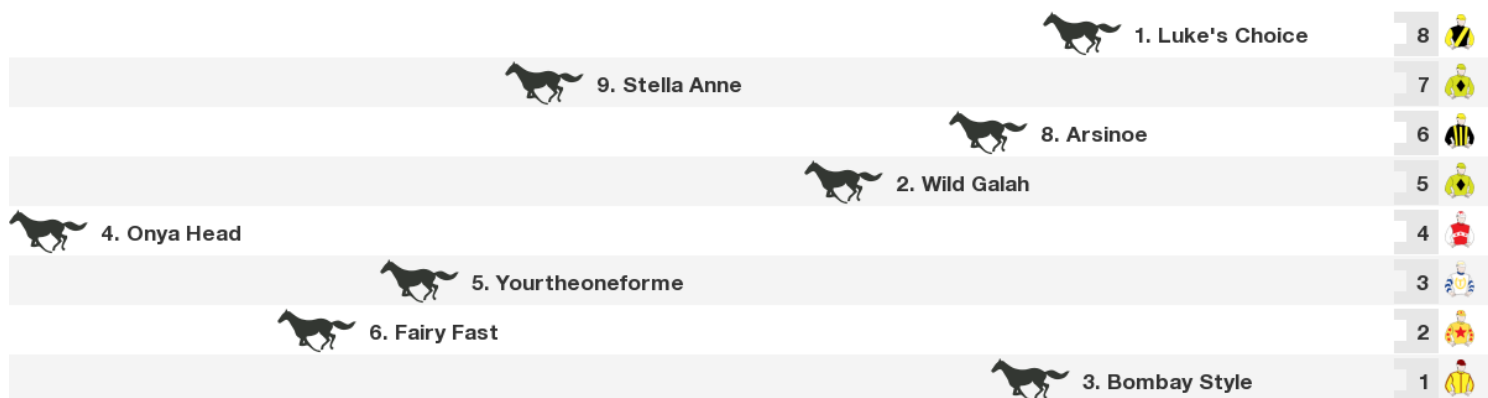 1. Luke's Choice 8
9. Stella Anne 7
8. Arsinoe 6
2. Wild Galah 5
4. Onya Head 4
5. Yourtheoneforme 3
6. Fairy Fast 2
3. Bombay Style 1